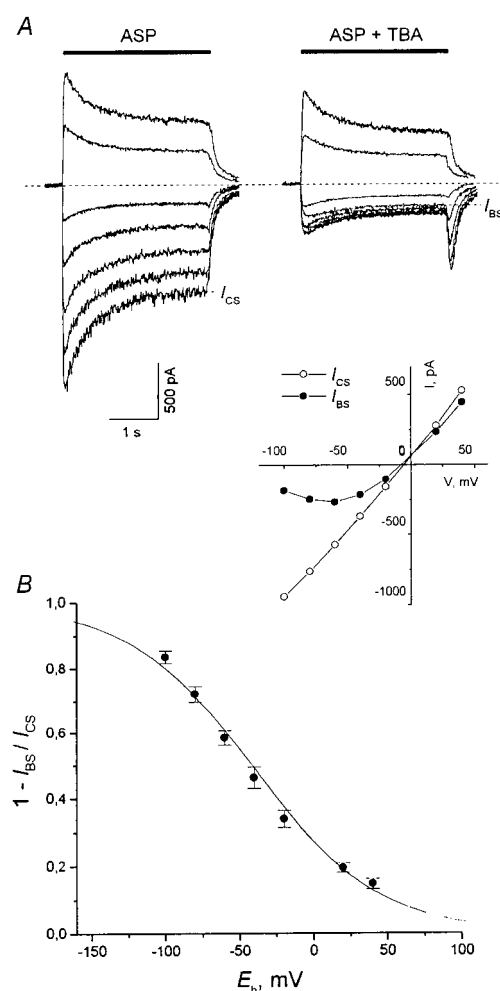 A
ASP
ASP + TBA
I_BS
I_CS
500 pA
1 s
I_CS
I_BS
I, pA
500
-100
-50
0
50
V, mV
-500
-1000
B
1,0
0,8
0,6
0,4
0,2
0,0
1 - I_BS / I_CS
-150
-100
-50
0
50
100
E_h, mV